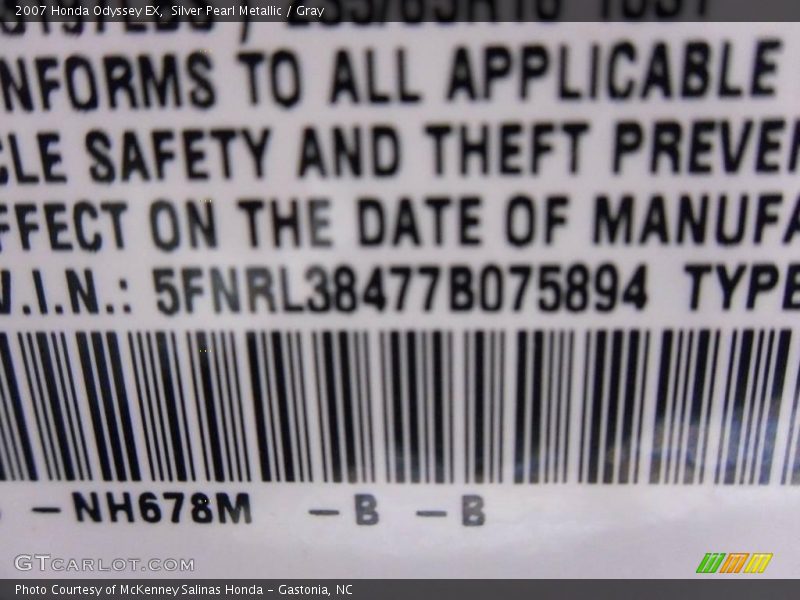 2007 Honda Odyssey EX, Silver Pearl Metallic / Gray
NFORMS TO ALL APPLICABLE
CLE SAFETY AND THEFT PREVEN
FFECT ON THE DATE OF MANUFA
V.I.N.: 5FNRL38477B075894 TYPE
-NH678M -B -B
GTCARLOT.COM
Photo Courtesy of McKenney Salinas Honda - Gastonia, NC